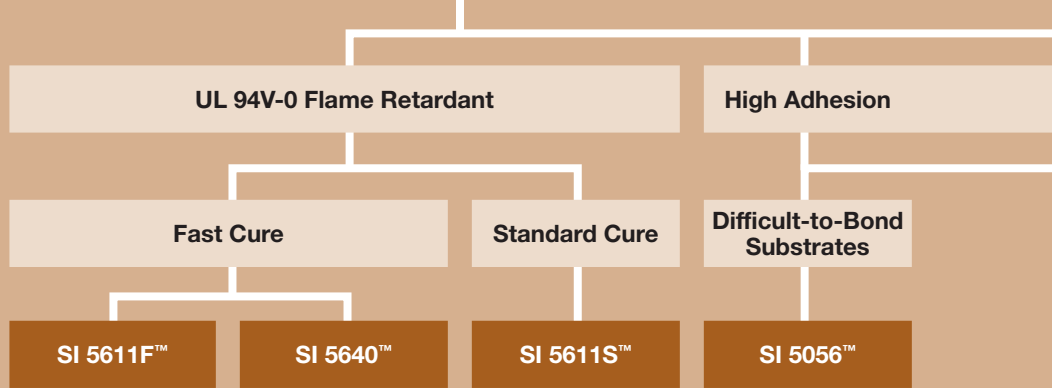 UL 94V-0 Flame Retardant
High Adhesion
Fast Cure
Standard Cure
Difficult-to-Bond
Substrates
SI 5611F™
SI 5640™
SI 5611S™
SI 5056™